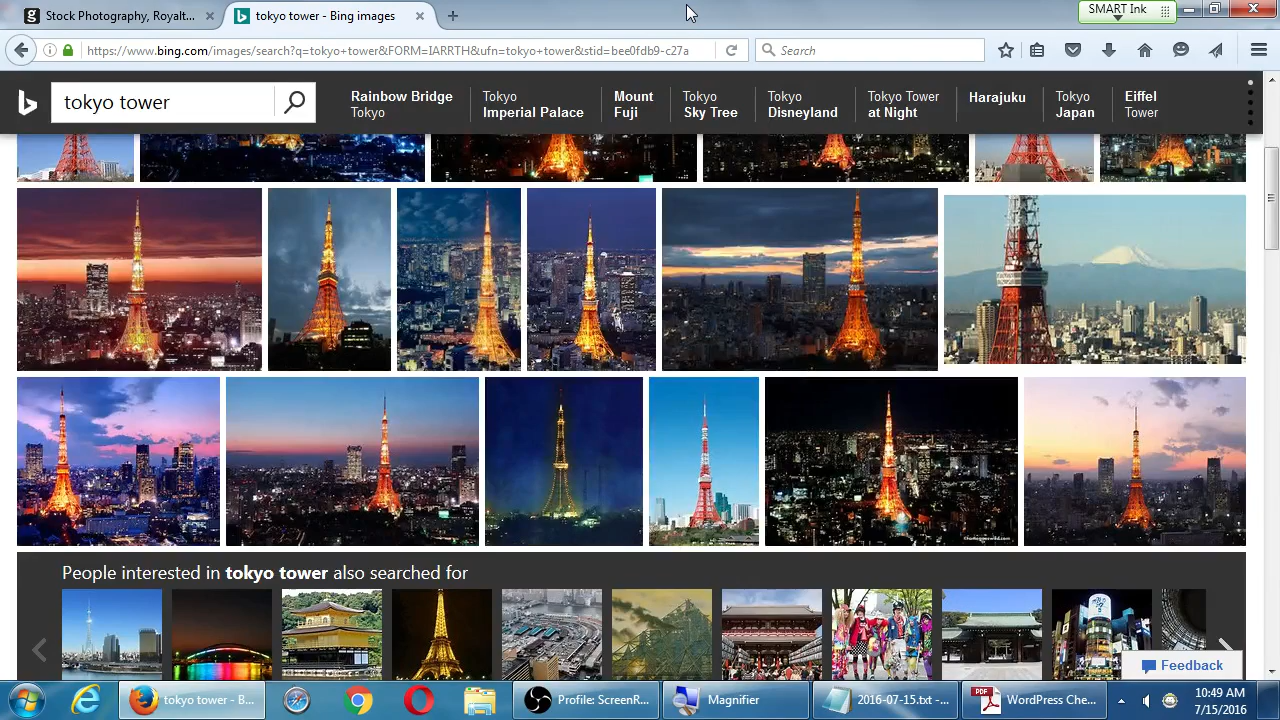 Stock Photography, Royalt...
tokyo tower - Bing images
SMART Ink
https://www.bing.com/images/search?q=tokyo+tower&FORM=IARRTH&ufn=tokyo+tower&stid=bee0fdb9-c27a
Search
tokyo tower
Rainbow Bridge
Tokyo
Tokyo
Imperial Palace
Mount
Fuji
Tokyo
Sky Tree
Tokyo
Disneyland
Tokyo Tower
at Night
Harajuku
Tokyo
Japan
Eiffel
Tower
People interested in tokyo tower also searched for
Feedback
tokyo tower - B...
Profile: ScreenR...
Magnifier
2016-07-15.txt -...
PDF
WordPress Che...
10:49 AM
7/15/2016